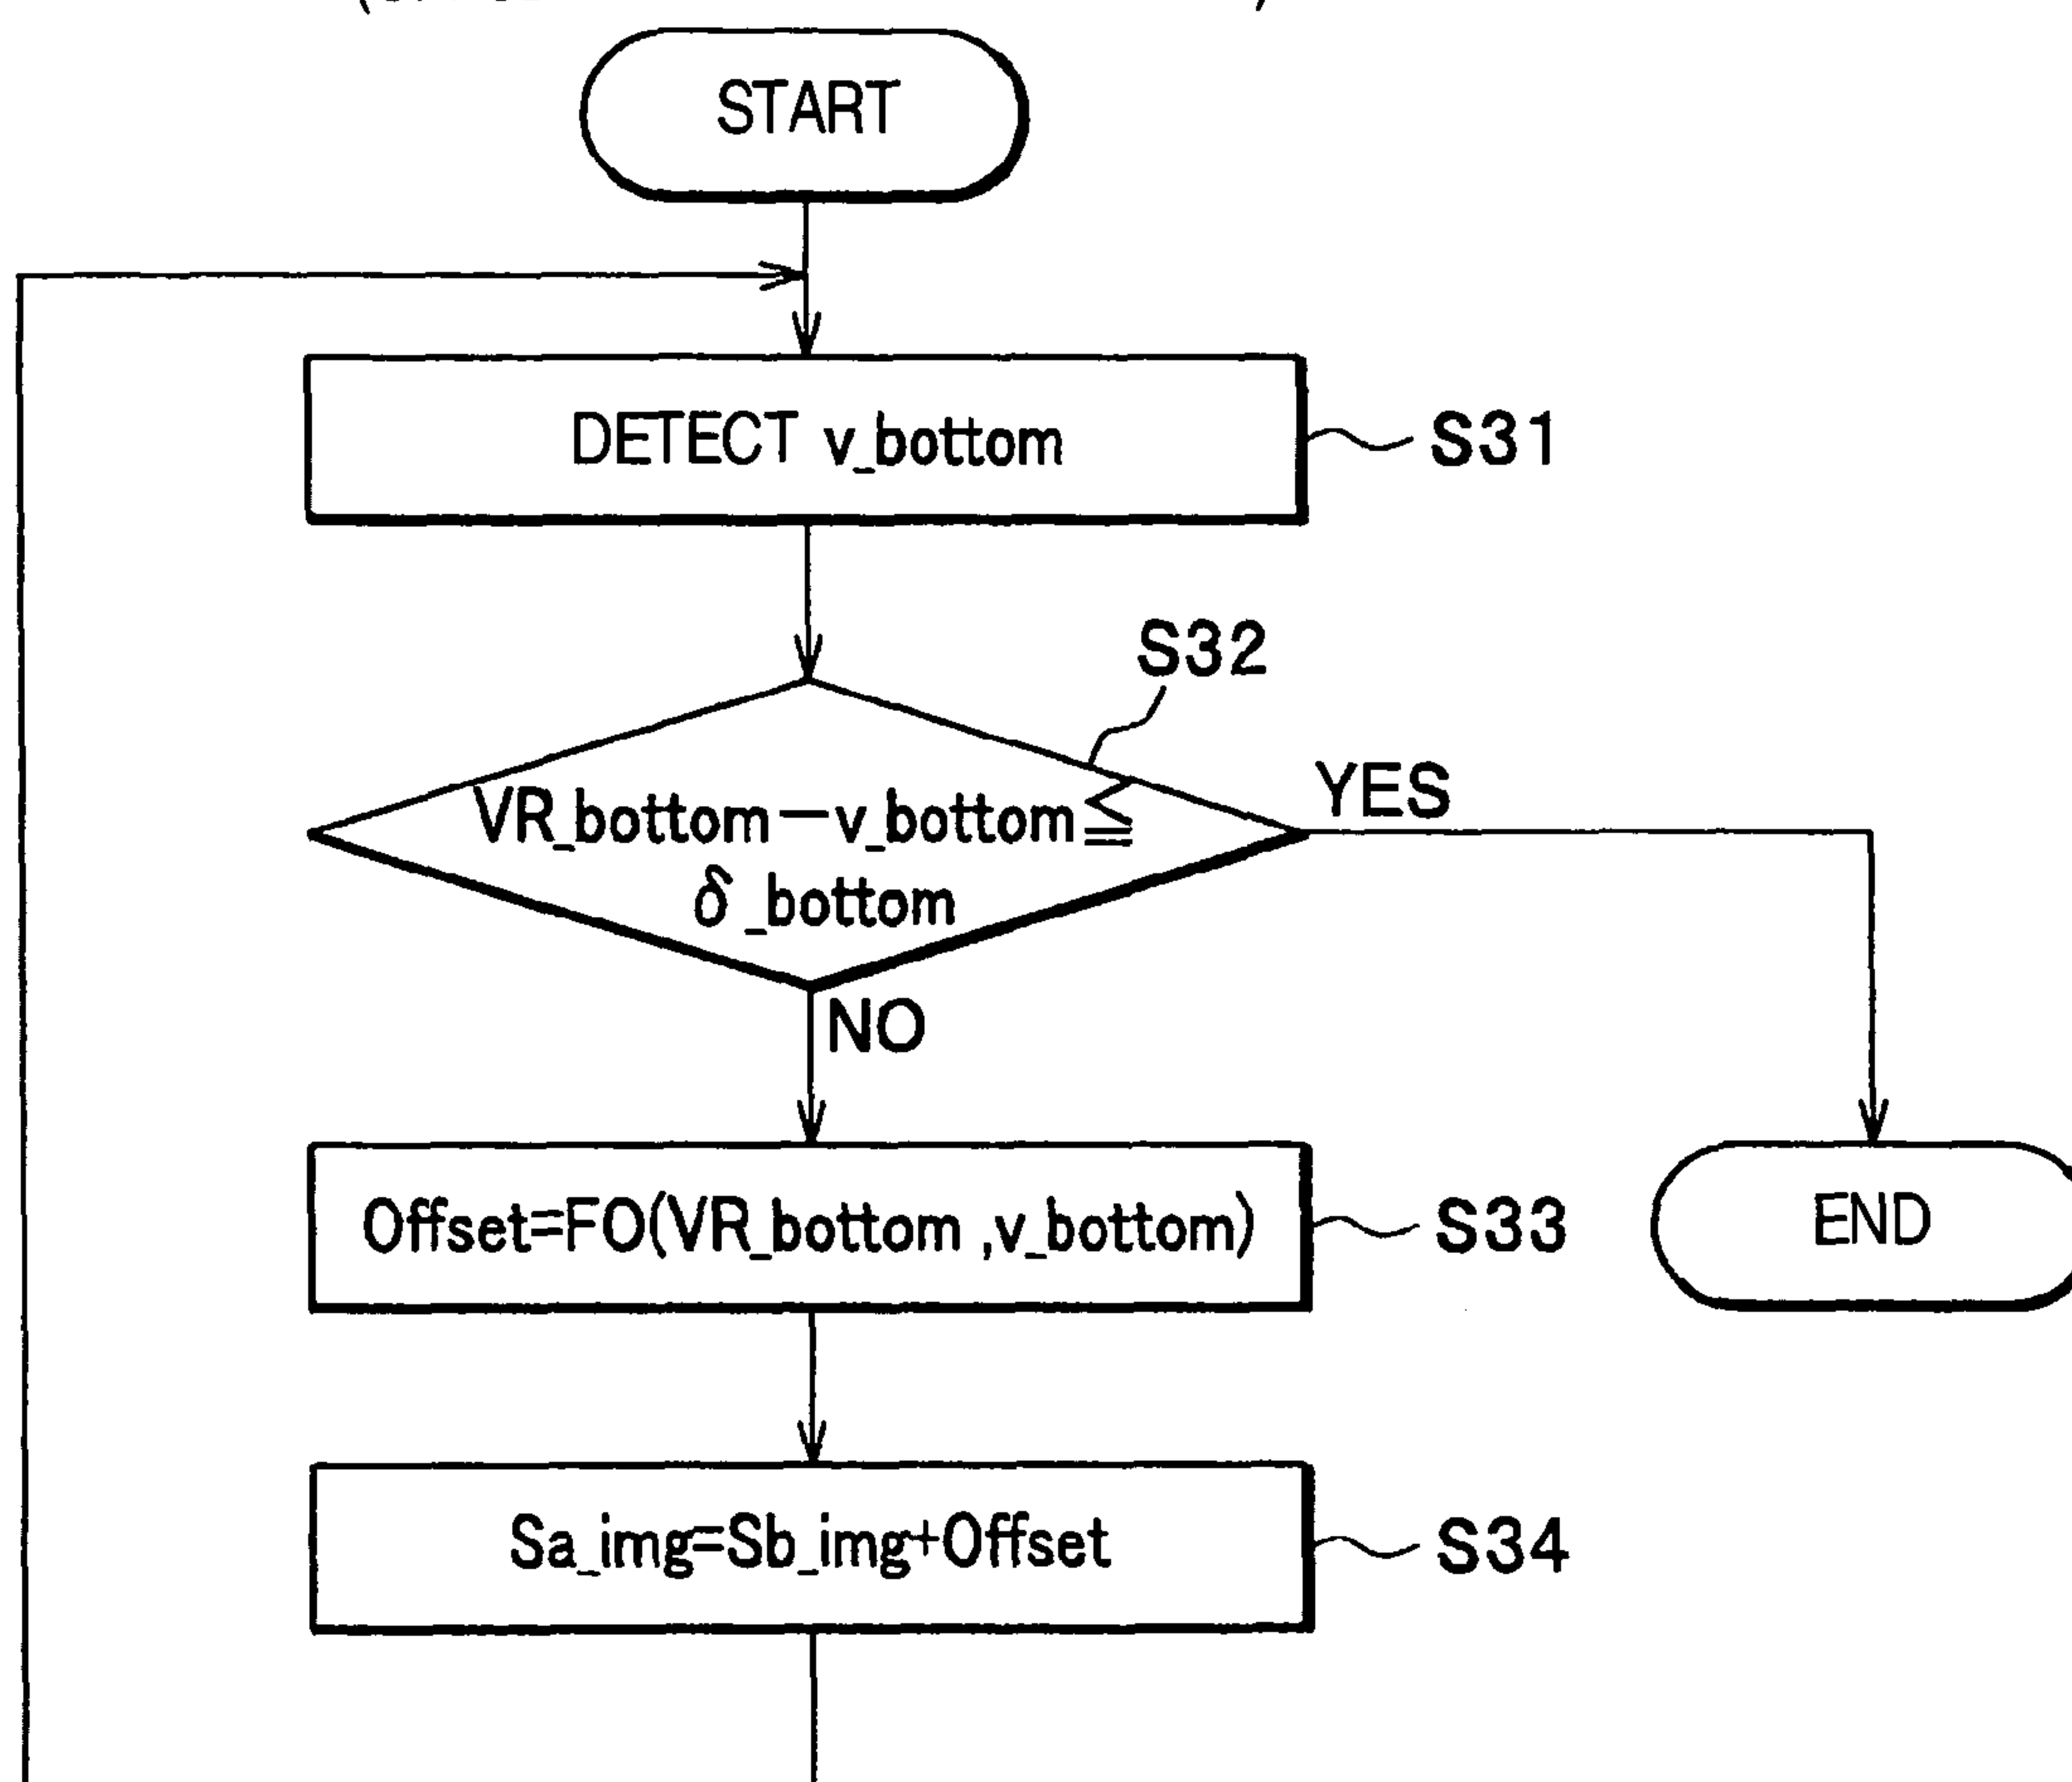 START
DETECT v_bottom
S31
S32
VR_bottom－v_bottom≦
δ_bottom
YES
NO
Offset=FO(VR_bottom ,v_bottom)
S33
END
Sa_img=Sb_img+Offset
S34